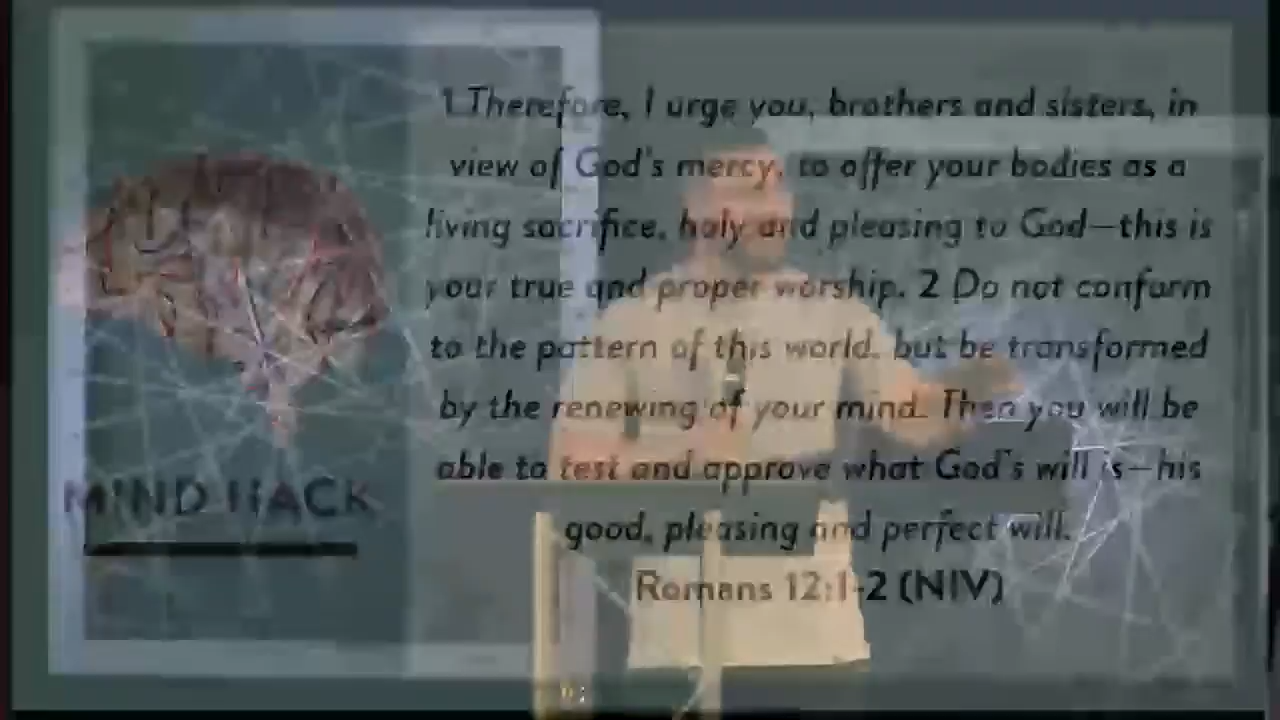 1 Therefore, I urge you, brothers and sisters, in
view of God's mercy, to offer your bodies as a
living sacrifice, holy and pleasing to God—this is
your true and proper worship. 2 Do not conform
to the pattern of this world, but be transformed
by the renewing of your mind. Then you will be
able to test and approve what God's will is—his
good, pleasing and perfect will.
Romans 12:1-2 (NIV)
MIND HACK